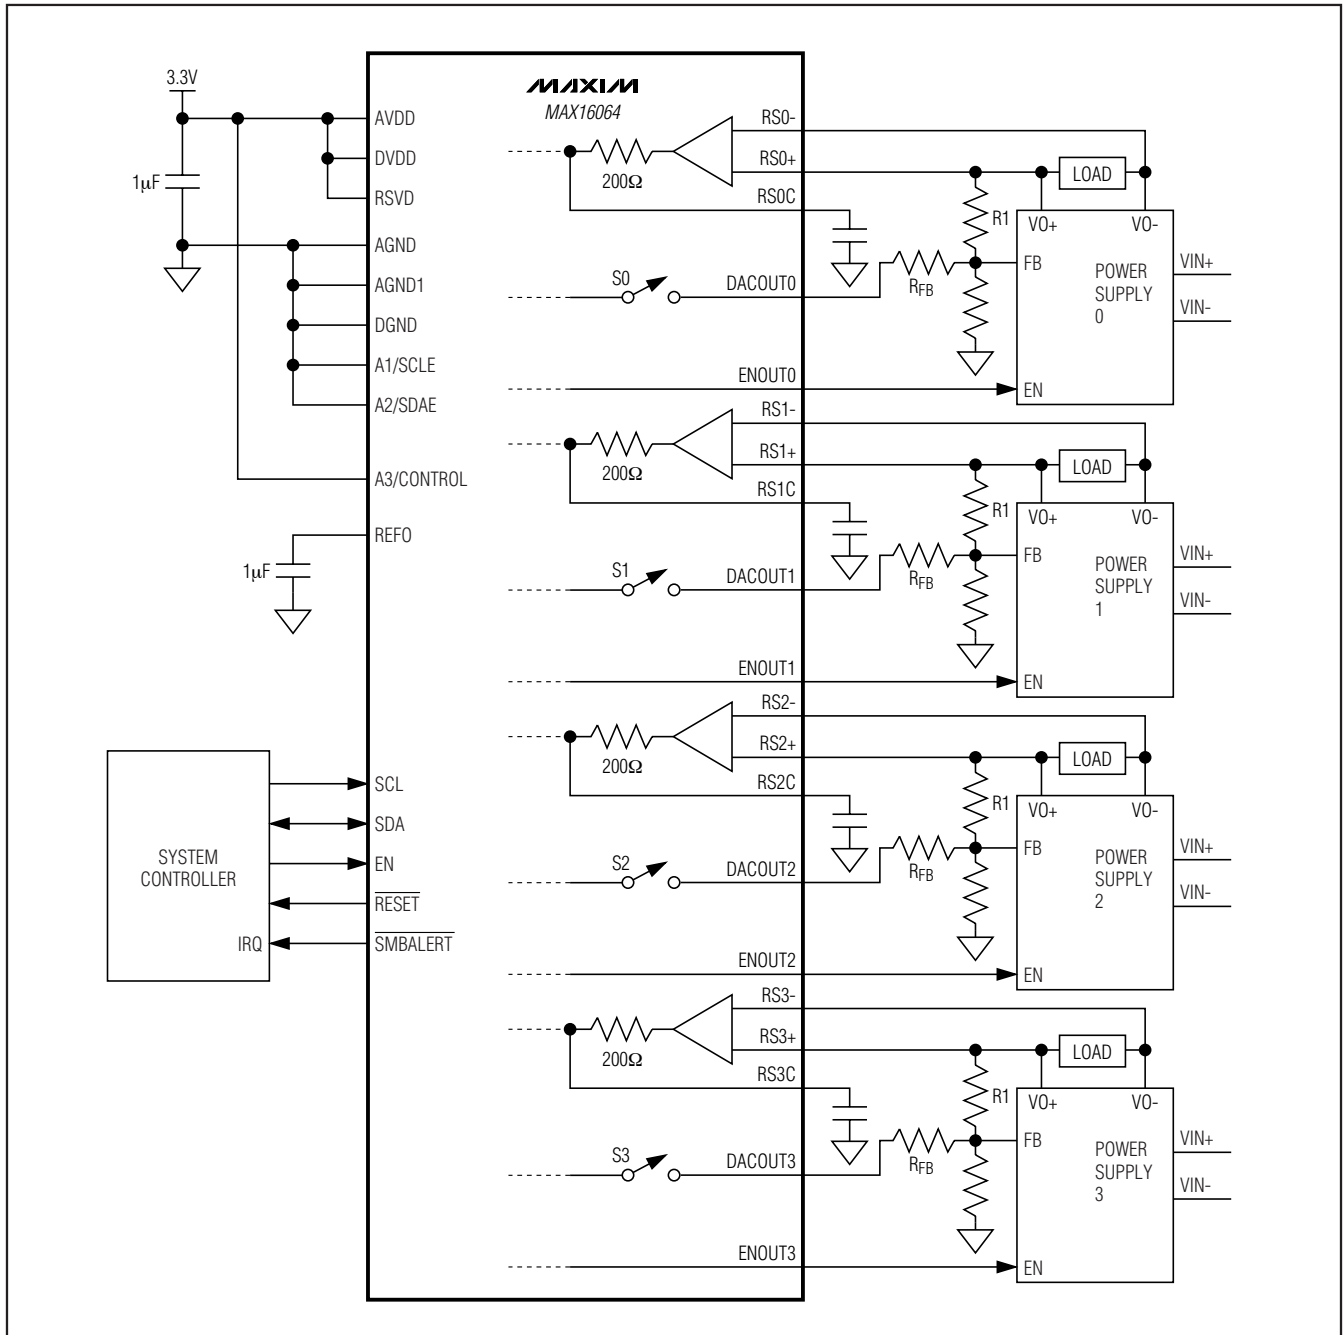 3.3V
1μF
MAXIM
MAX16064
AVDD
DVDD
RSVD
AGND
AGND1
DGND
A1/SCLE
A2/SDAE
A3/CONTROL
REFO
1μF
SYSTEM
CONTROLLER
IRQ
SCL
SDA
EN
RESET
SMBALERT
200Ω
RS0-
RS0+
RS0C
S0
DACOUT0
ENOUT0
LOAD
R1
RFB
VO+
VO-
FB
POWER
SUPPLY
0
EN
VIN+
VIN-
200Ω
RS1-
RS1+
RS1C
S1
DACOUT1
ENOUT1
LOAD
R1
RFB
VO+
VO-
FB
POWER
SUPPLY
1
EN
VIN+
VIN-
200Ω
RS2-
RS2+
RS2C
S2
DACOUT2
ENOUT2
LOAD
R1
RFB
VO+
VO-
FB
POWER
SUPPLY
2
EN
VIN+
VIN-
200Ω
RS3-
RS3+
RS3C
S3
DACOUT3
ENOUT3
LOAD
R1
RFB
VO+
VO-
FB
POWER
SUPPLY
3
EN
VIN+
VIN-